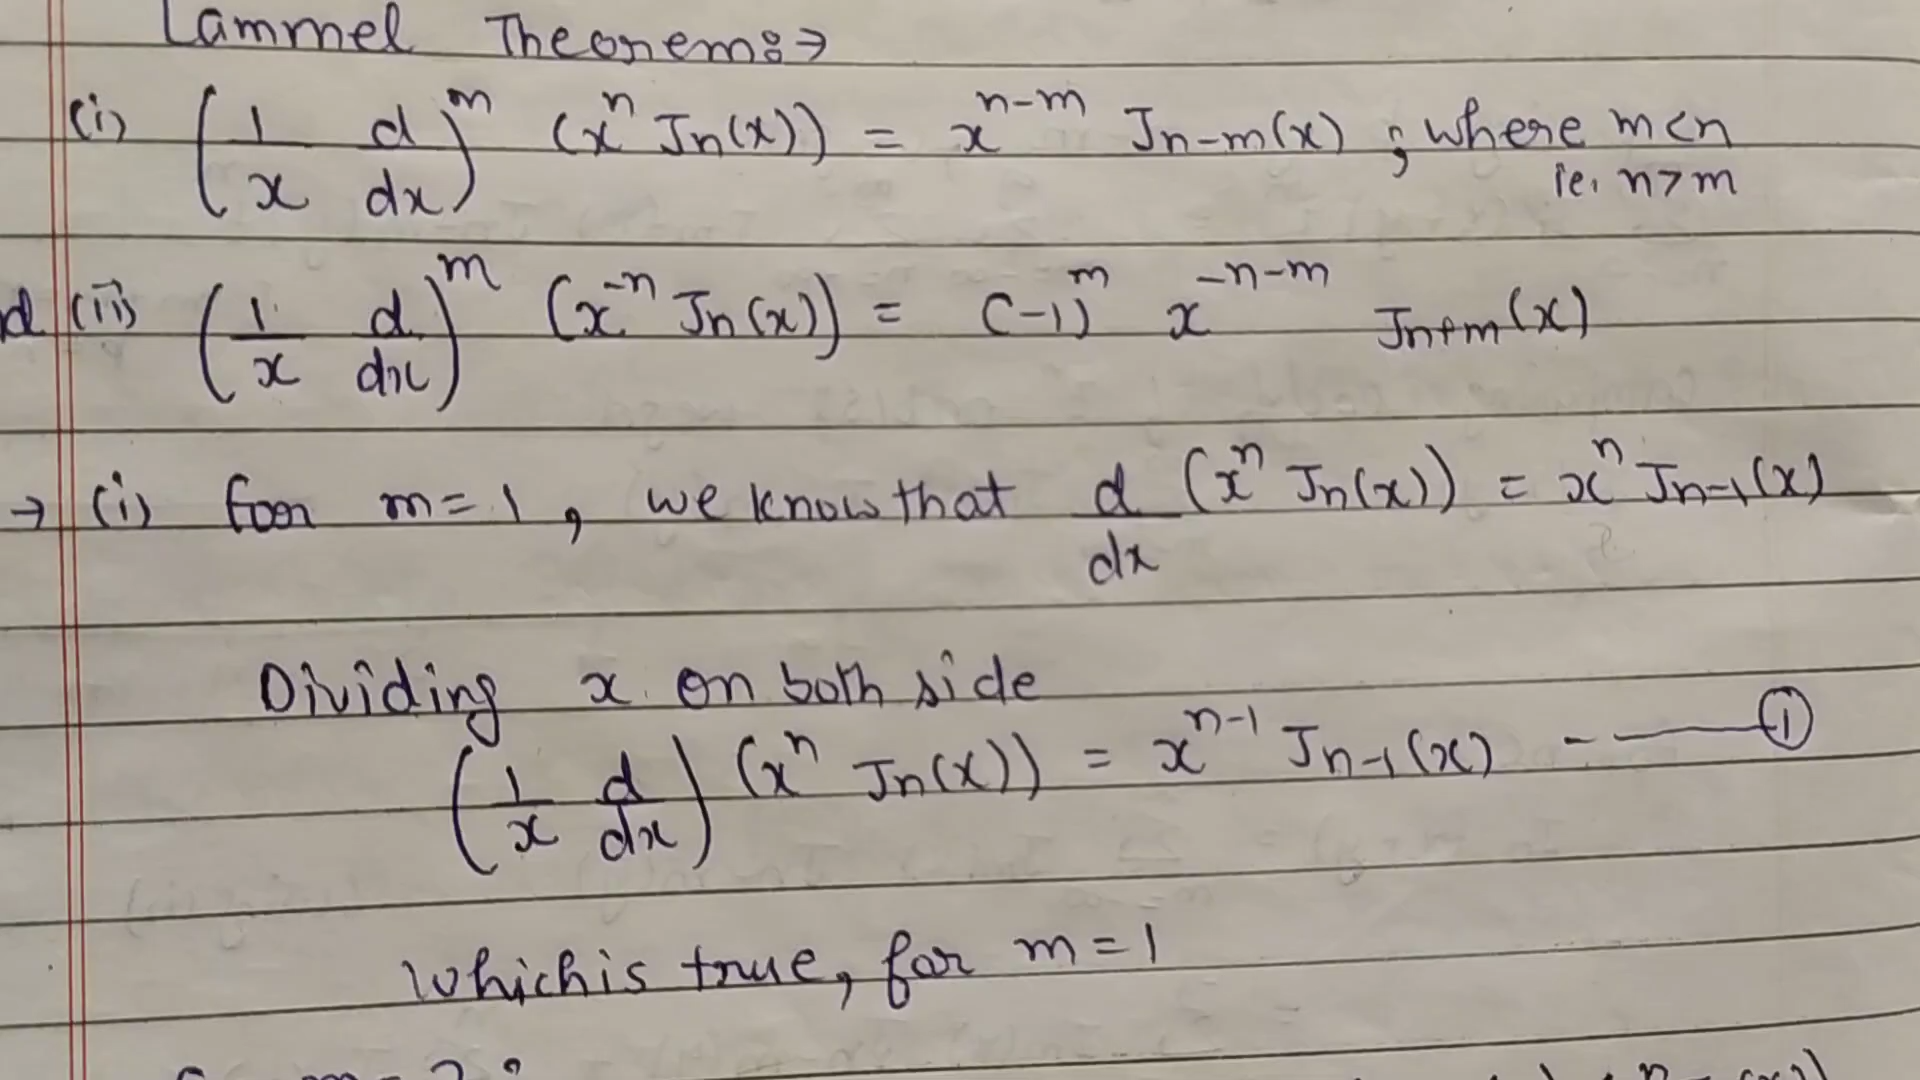 Lammel Theorem:→
(i) (1/x d/dx)^m (x^n Jn(x)) = x^n-m Jn-m(x) ; where m<n
ie. n>m
d (ii) (1/x d/dx)^m (x^-n Jn(x)) = (-1)^m x^-n-m Jn+m(x)
→ (i) foor m=1, we know that d/dx (x^n Jn(x)) = x^n Jn-1(x)
Dividing x on both side
(1/x d/dx) (x^n Jn(x)) = x^n-1 Jn-1(x) - —— ①
which is true, for m=1